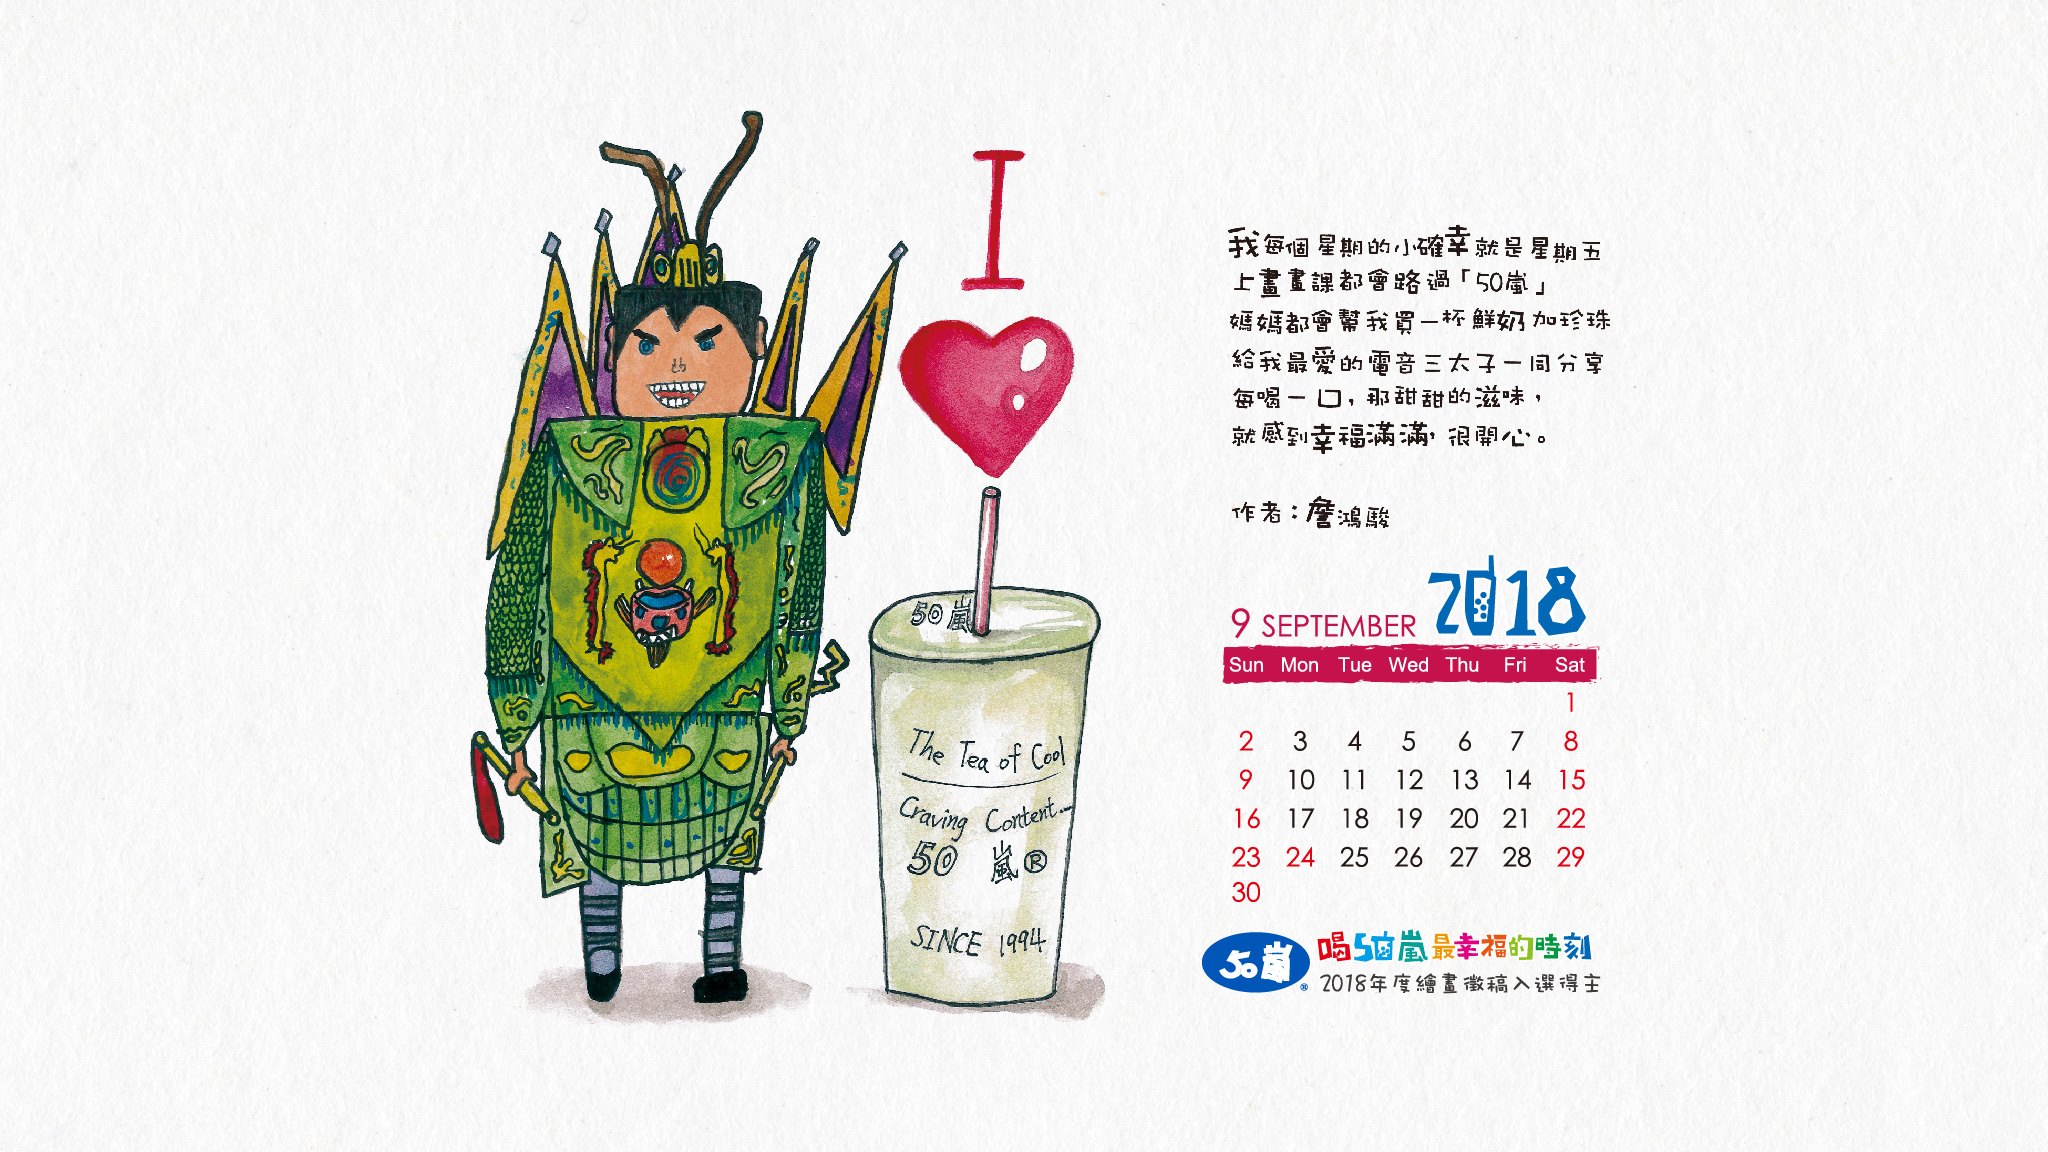 I
我每個星期的小確幸就是星期五
上畫畫課都會路過「50嵐」
媽媽都會幫我買一杯鮮奶加珍珠
給我最愛的電音三太子一同分享
每喝一口，那甜甜的滋味，
就感到幸福滿滿，很開心。
作者：詹鴻駿
50 嵐
The Tea of Cool
Craving Content...
50 嵐®
SINCE 1994
9 SEPTEMBER 2018
Sun Mon Tue Wed Thu Fri Sat
1
2 3 4 5 6 7 8
9 10 11 12 13 14 15
16 17 18 19 20 21 22
23 24 25 26 27 28 29
30
50嵐® 喝50嵐最幸福的時刻
2018年度繪畫徵稿入選得主